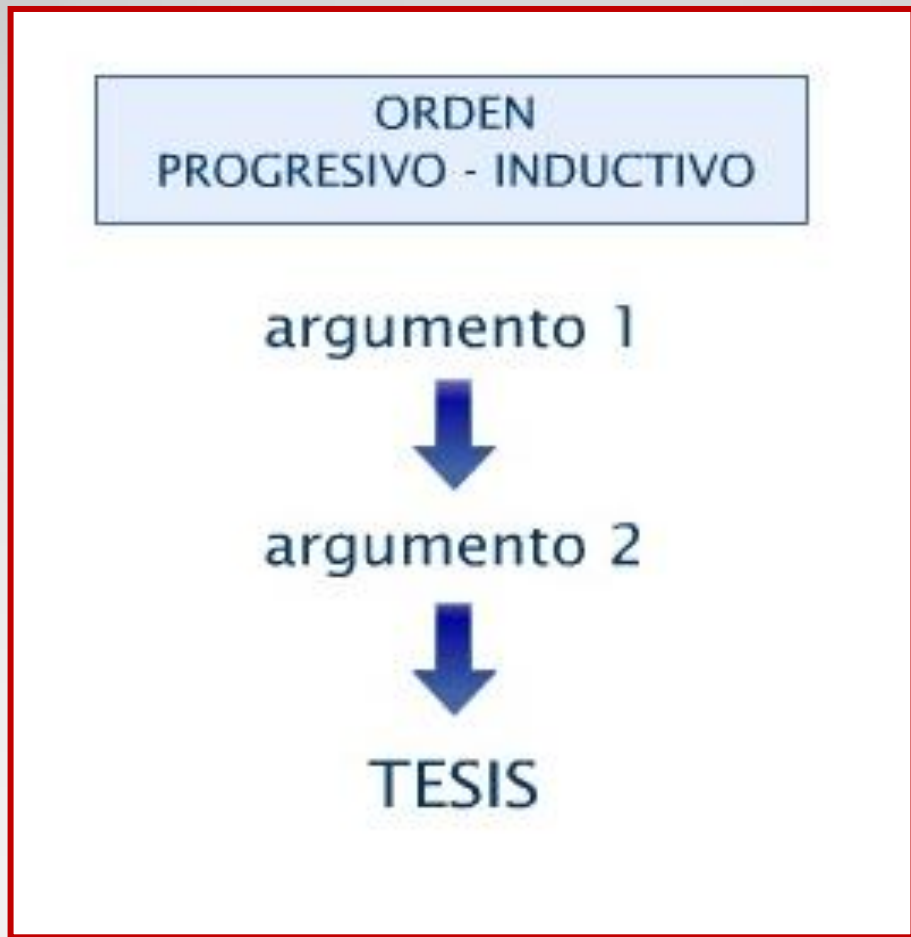 ORDEN
PROGRESIVO - INDUCTIVO
argumento 1
argumento 2
TESIS